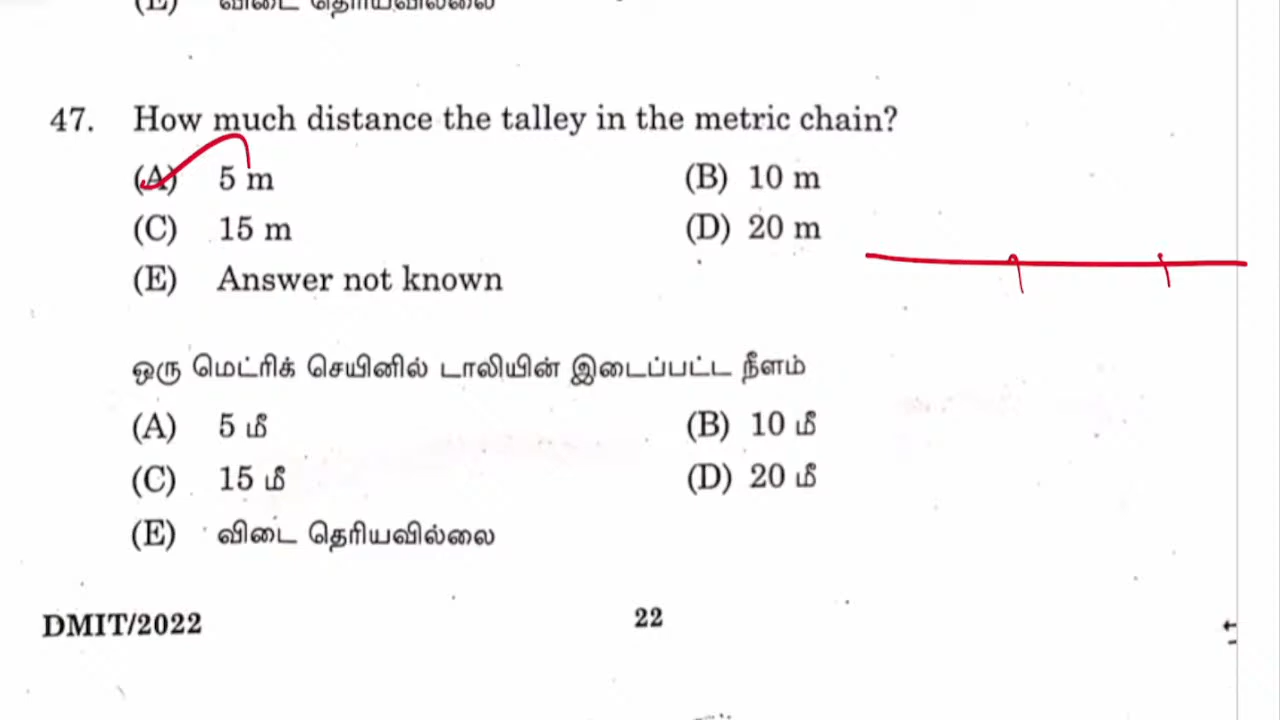 (E) விடை தெரியவில்லை
47. How much distance the talley in the metric chain?
(A) 5 m (B) 10 m
(C) 15 m (D) 20 m
(E) Answer not known
ஒரு மெட்ரிக் செயினில் டாலியின் இடைப்பட்ட நீளம்
(A) 5 மீ (B) 10 மீ
(C) 15 மீ (D) 20 மீ
(E) விடை தெரியவில்லை
DMIT/2022 22